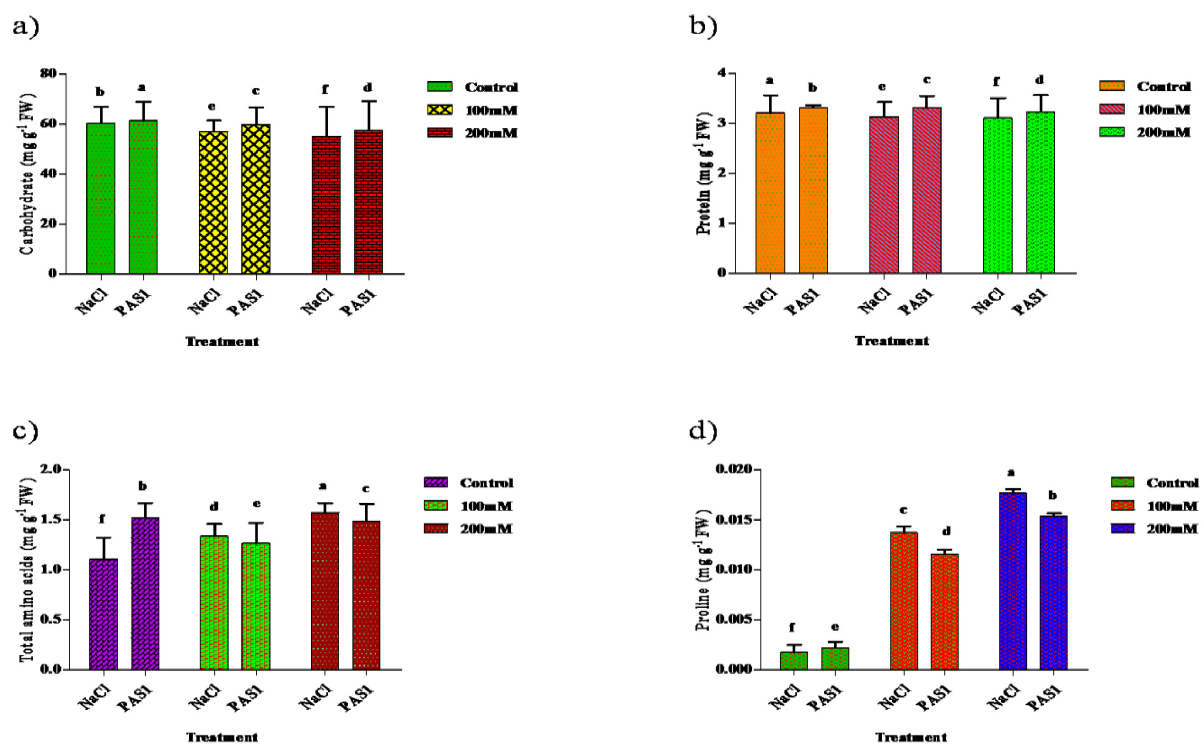 a)
80
60
40
20
0
Carbohydrate (mg g-1 FW)
b a e c f d
NaCl PAS1 NaCl PAS1 NaCl PAS1
Treatment
Control
100mM
200mM
b)
4
3
2
1
0
Protein (mg g-1 FW)
a b e c f d
NaCl PAS1 NaCl PAS1 NaCl PAS1
Treatment
Control
100mM
200mM
c)
2.0
1.5
1.0
0.5
0.0
Total amino acids (mg g-1 FW)
f b d e a c
NaCl PAS1 NaCl PAS1 NaCl PAS1
Treatment
Control
100mM
200mM
d)
0.020
0.015
0.010
0.005
0.000
Proline (mg g-1 FW)
f e c d a b
NaCl PAS1 NaCl PAS1 NaCl PAS1
Treatment
Control
100mM
200mM